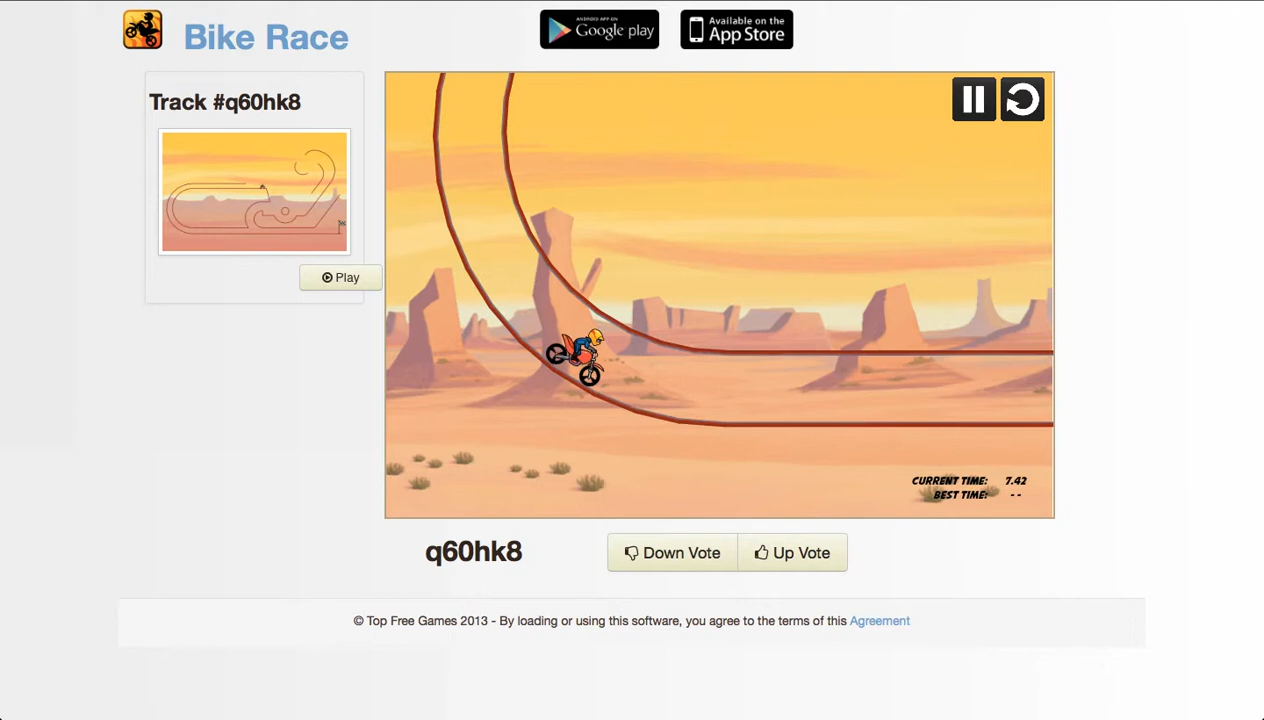 Bike Race
ANDROID APP ON
Google play
Available on the
App Store
Track #q60hk8
Play
CURRENT TIME: 7.42
BEST TIME: - -
q60hk8
Down Vote
Up Vote
© Top Free Games 2013 - By loading or using this software, you agree to the terms of this Agreement